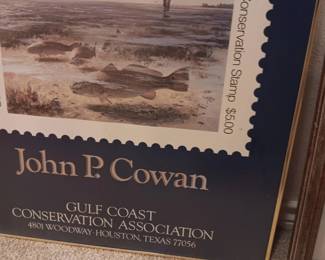 Conservation Stamp $5.00
John P. Cowan
GULF COAST
CONSERVATION ASSOCIATION
4801 WOODWAY · HOUSTON, TEXAS 77056